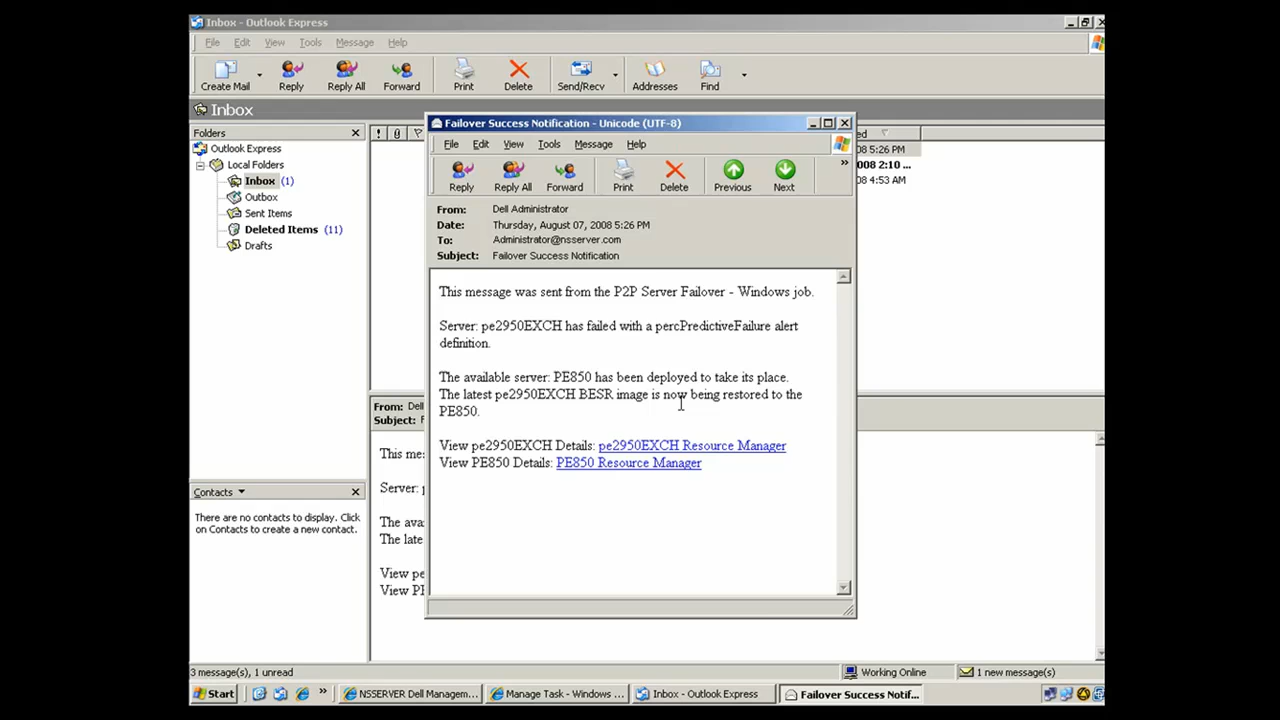 Inbox - Outlook Express
File Edit View Tools Message Help
Create Mail Reply Reply All Forward Print Delete Send/Recv Addresses Find
Inbox
Folders
Outlook Express
Local Folders
Inbox (1)
Outbox
Sent Items
Deleted Items (11)
Drafts
! ed
08 5:26 PM
008 2:10 ...
08 4:53 AM
Failover Success Notification - Unicode (UTF-8)
File Edit View Tools Message Help
Reply Reply All Forward Print Delete Previous Next »
From: Dell Administrator
Date: Thursday, August 07, 2008 5:26 PM
To: Administrator@nsserver.com
Subject: Failover Success Notification
This message was sent from the P2P Server Failover - Windows job.
Server: pe2950EXCH has failed with a percPredictiveFailure alert
definition.
The available server: PE850 has been deployed to take its place.
The latest pe2950EXCH BESR image is now being restored to the
PE850.
View pe2950EXCH Details: pe2950EXCH Resource Manager
View PE850 Details: PE850 Resource Manager
From: Dell
Subject: F
This mes
Server: p
The ava
The late
View pe
View PE
Contacts
There are no contacts to display. Click
on Contacts to create a new contact.
3 message(s), 1 unread
Working Online
1 new message(s)
Start » NSSERVER Dell Managem... Manage Task - Windows ... Inbox - Outlook Express Failover Success Notif...